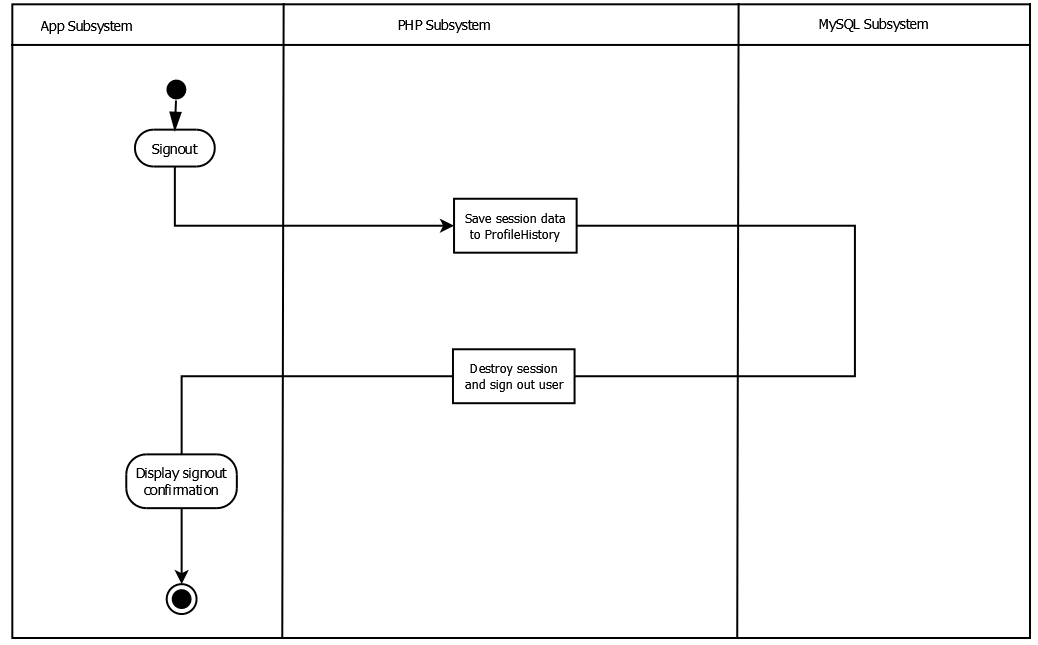 App Subsystem
PHP Subsystem
MySQL Subsystem
Signout
Save session data
to ProfileHistory
Destroy session
and sign out user
Display signout
confirmation